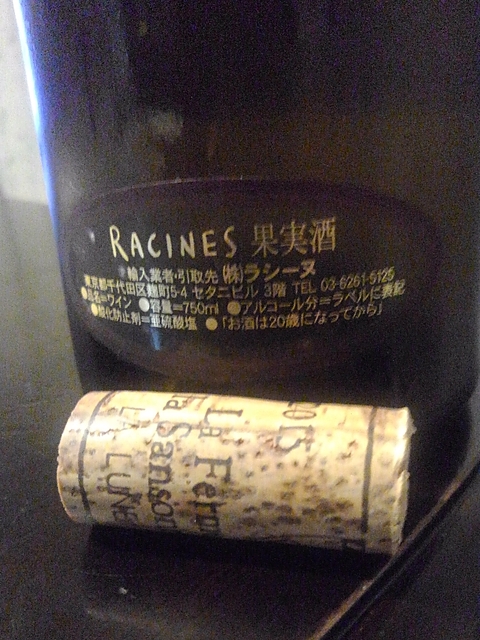 RACINES 果実酒
輸入業者・引取先 ㈱ラシーヌ
東京都千代田区麹町5-4 セタニビル 3階 TEL 03-6261-5125
●品名=ワイン ●容量=750ml ●アルコール分=ラベルに表記
●酸化防止剤=亜硫酸塩 ●「お酒は20歳になってから」
2015
La Ferm
La Sansou
LA LUNE